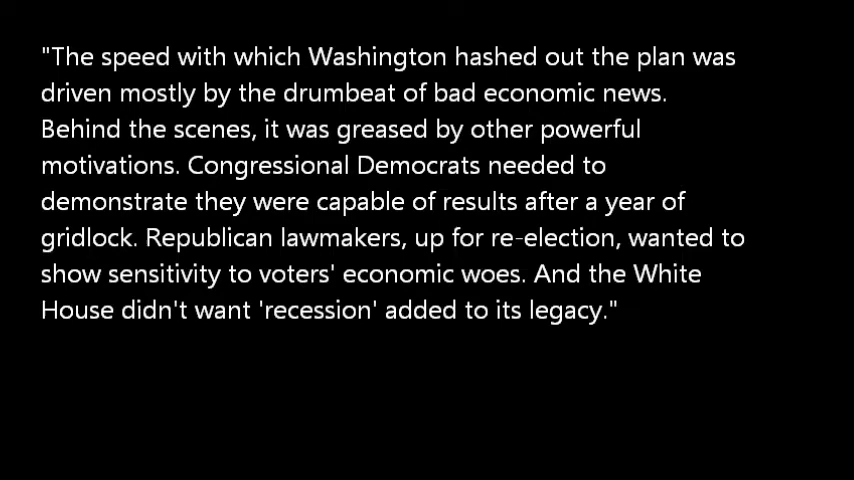 "The speed with which Washington hashed out the plan was
driven mostly by the drumbeat of bad economic news.
Behind the scenes, it was greased by other powerful
motivations. Congressional Democrats needed to
demonstrate they were capable of results after a year of
gridlock. Republican lawmakers, up for re-election, wanted to
show sensitivity to voters' economic woes. And the White
House didn't want 'recession' added to its legacy."